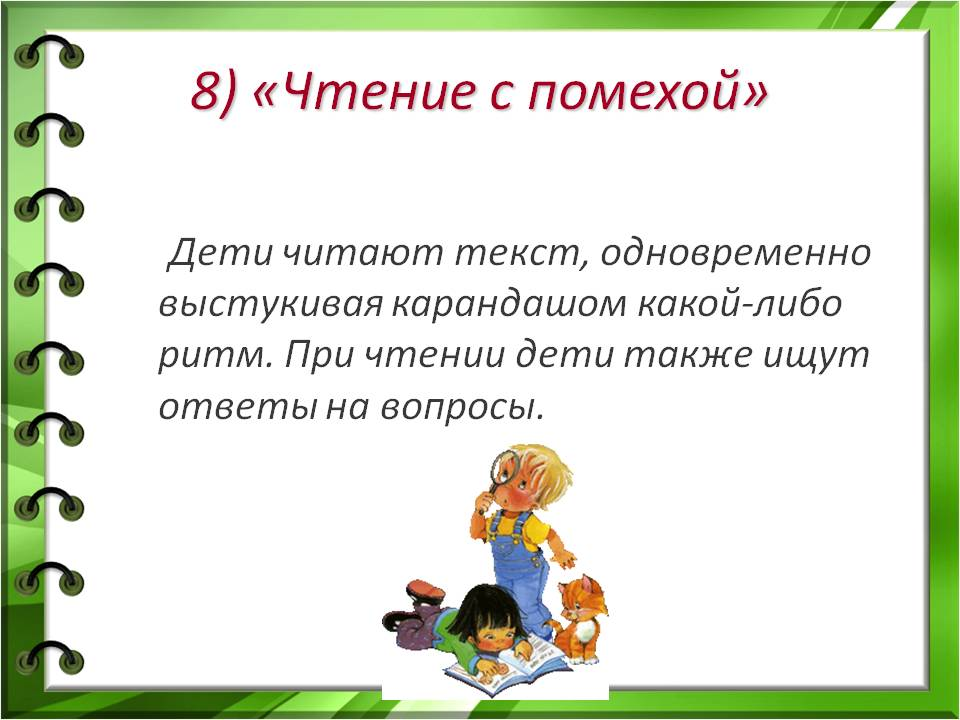 8) «Чтение с помехой»
Дети читают текст, одновременно
выстукивая карандашом какой-либо
ритм. При чтении дети также ищут
ответы на вопросы.